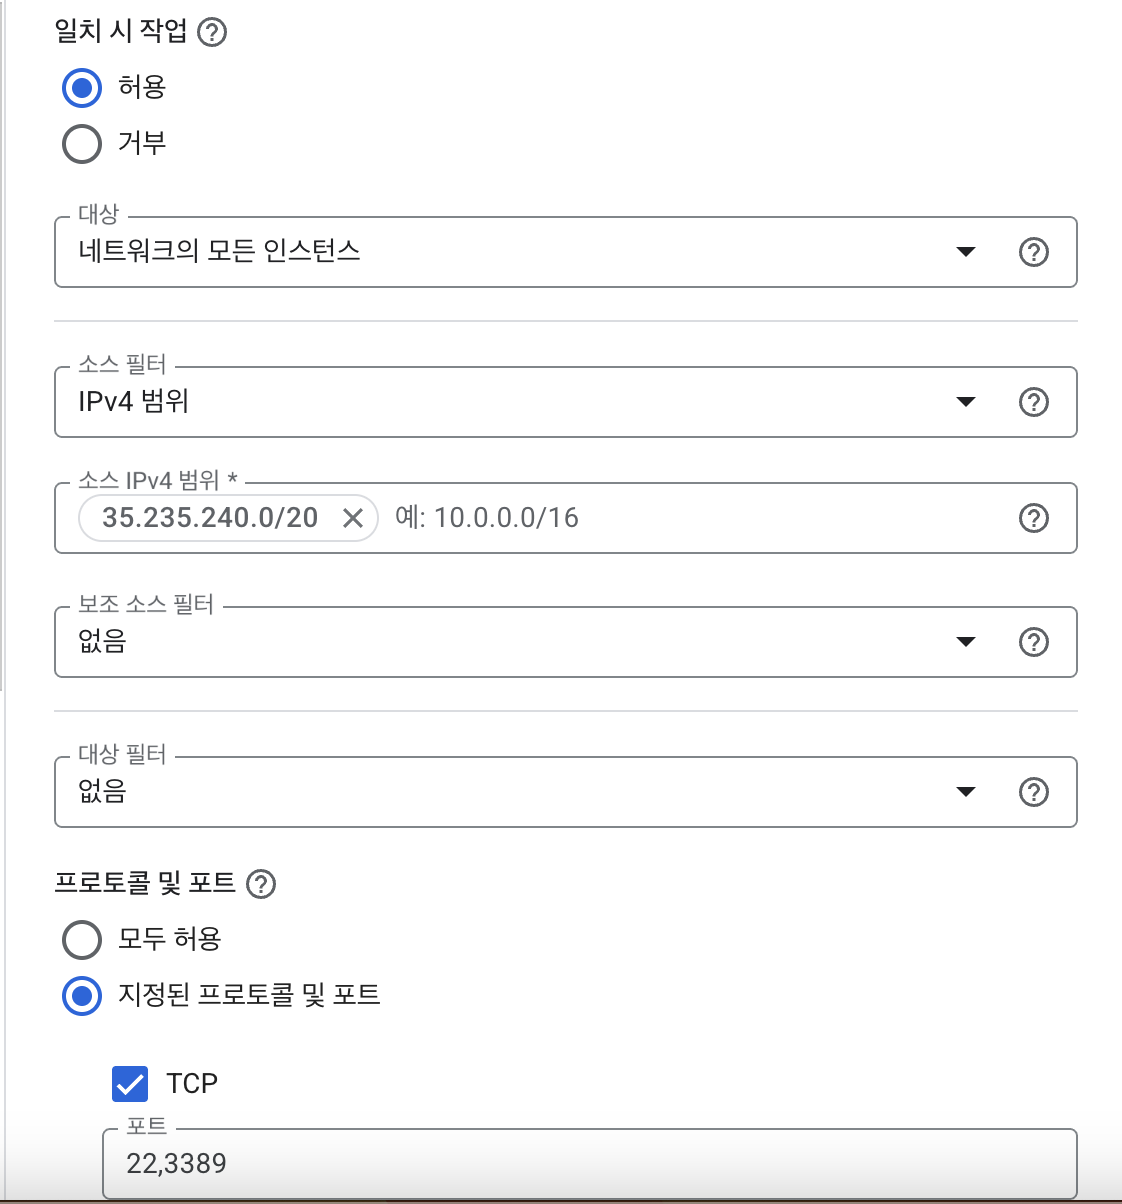 일치 시 작업
허용
거부
대상
네트워크의 모든 인스턴스
소스 필터
IPv4 범위
소스 IPv4 범위 *
35.235.240.0/20 예: 10.0.0.0/16
보조 소스 필터
없음
대상 필터
없음
프로토콜 및 포트
모두 허용
지정된 프로토콜 및 포트
TCP
포트
22,3389